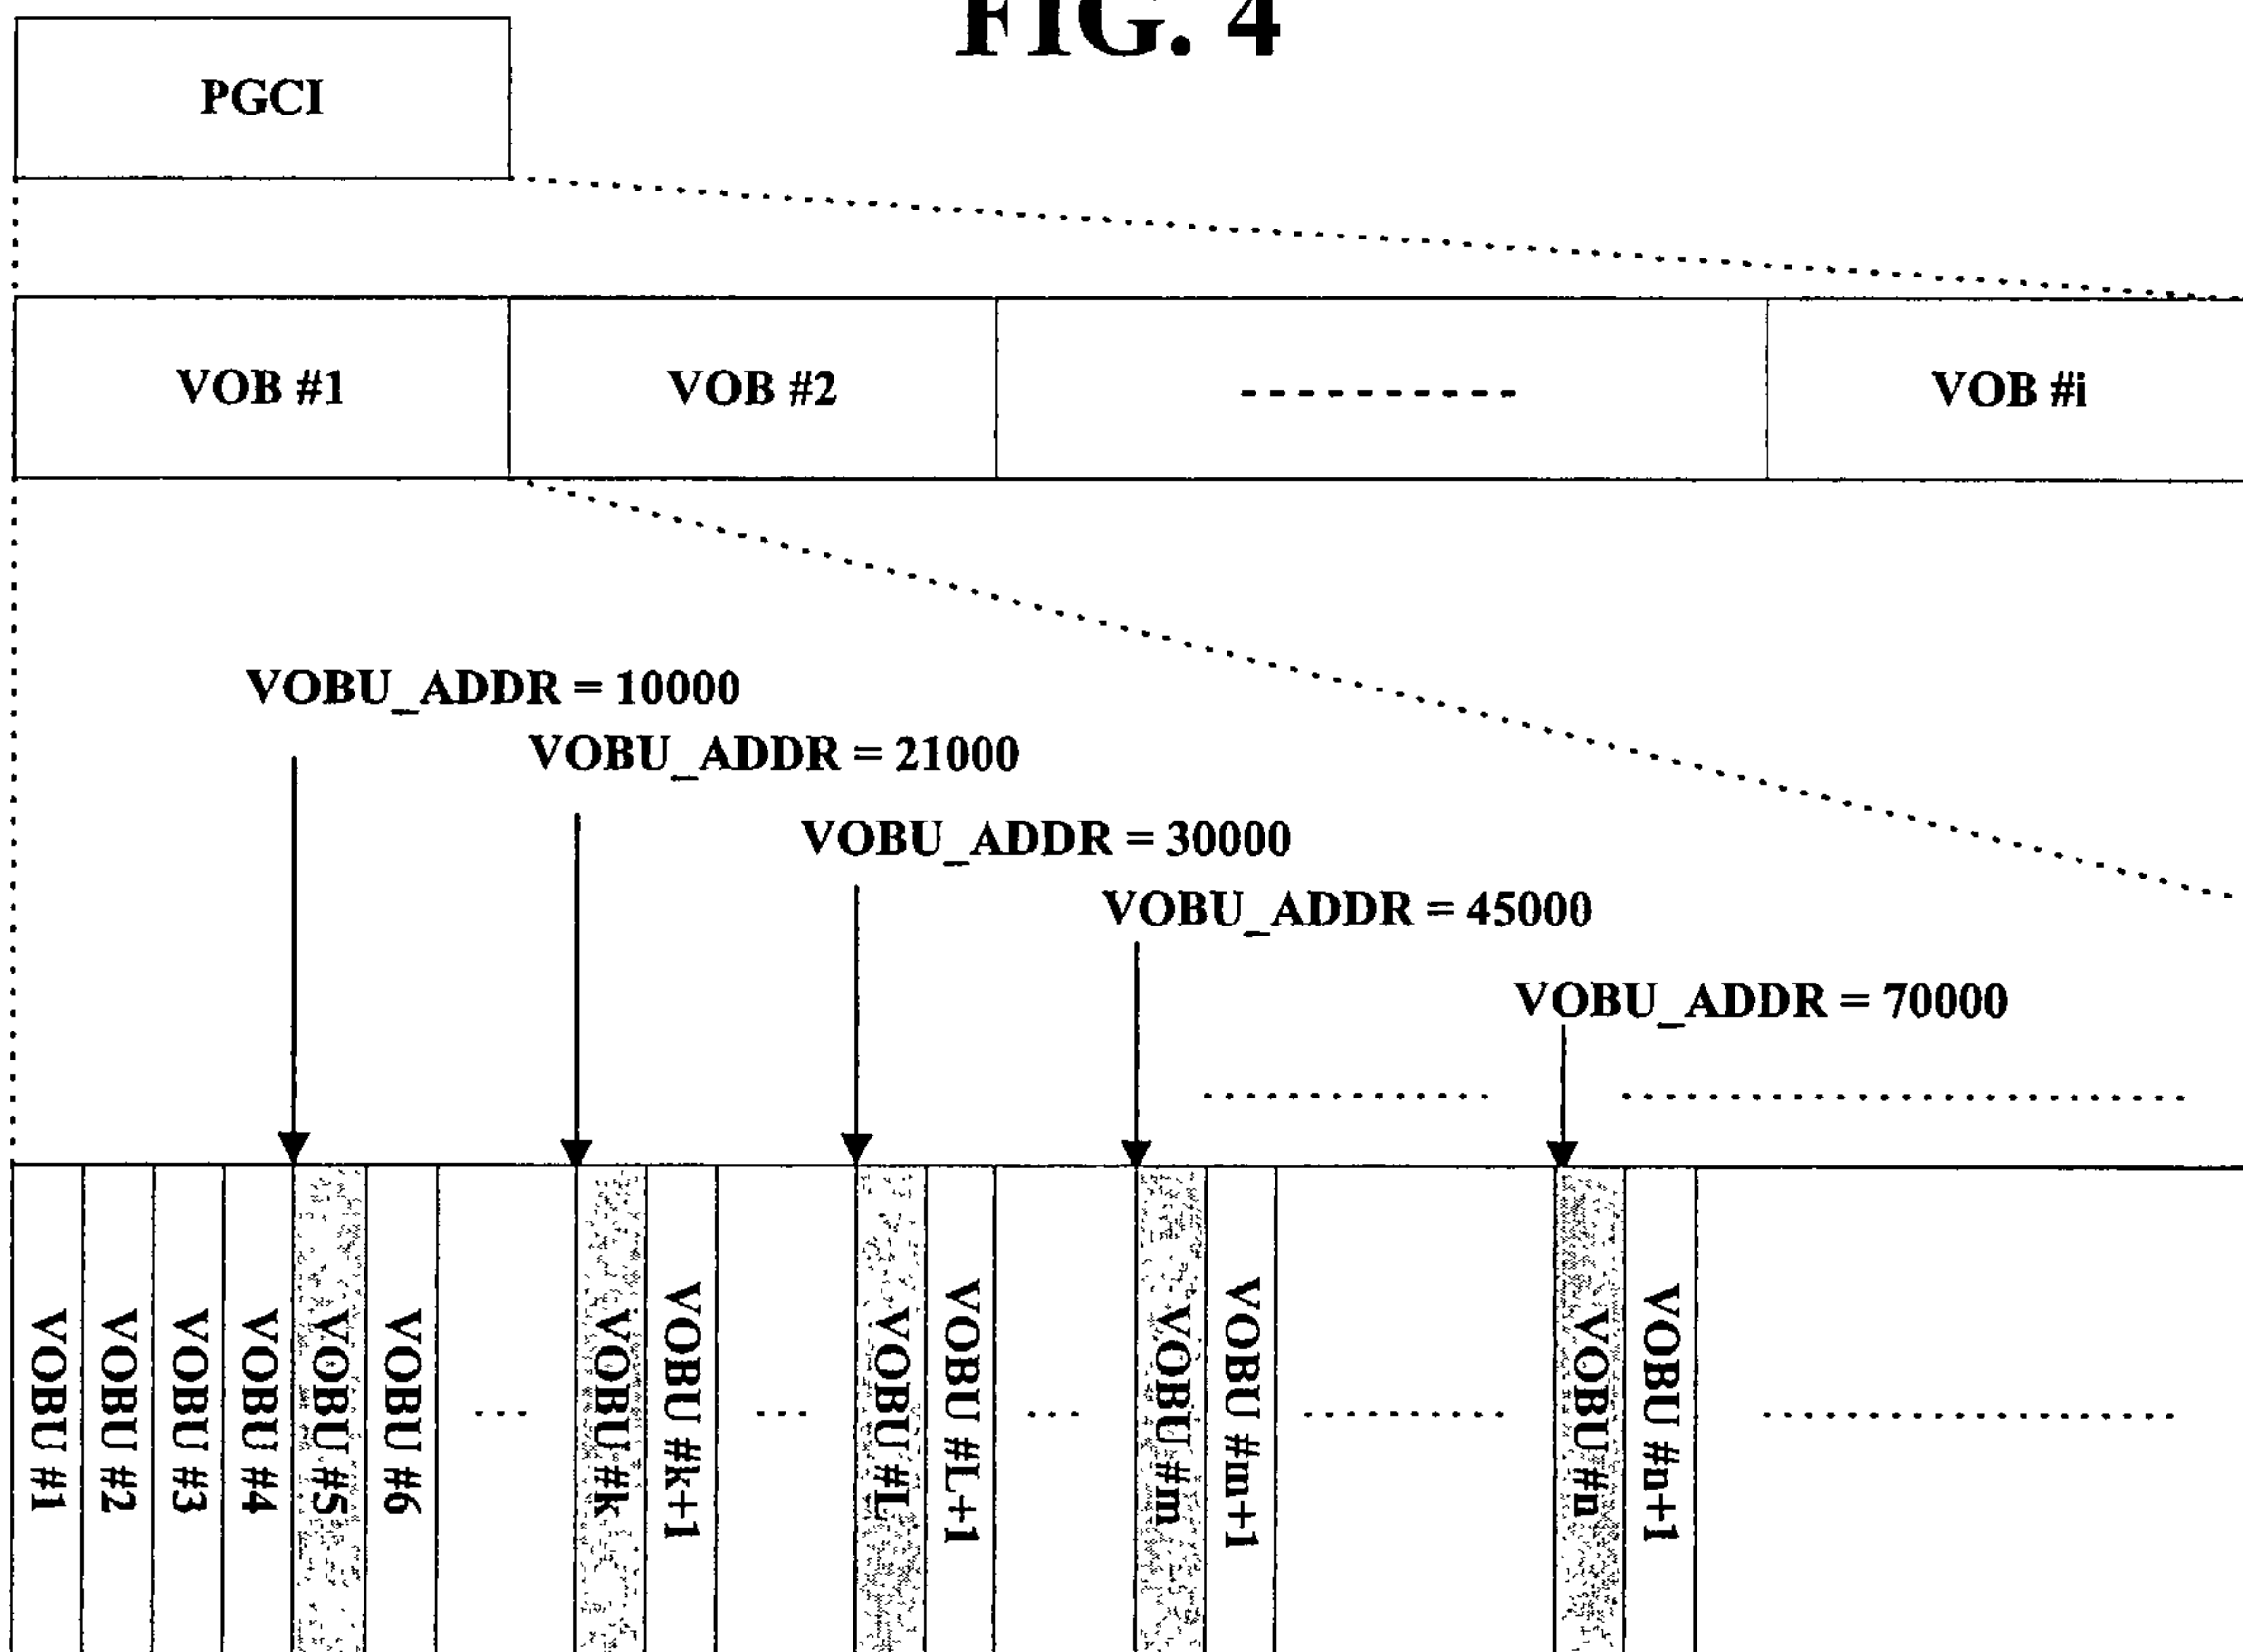 FIG. 4
PGCI
VOB #1
VOB #2
VOB #i
VOBU_ADDR = 10000
VOBU_ADDR = 21000
VOBU_ADDR = 30000
VOBU_ADDR = 45000
VOBU_ADDR = 70000
VOBU #1
VOBU #2
VOBU #3
VOBU #4
VOBU #5
VOBU #6
VOBU #k
VOBU #k+1
VOBU #L
VOBU #L+1
VOBU #m
VOBU #m+1
VOBU #n
VOBU #n+1